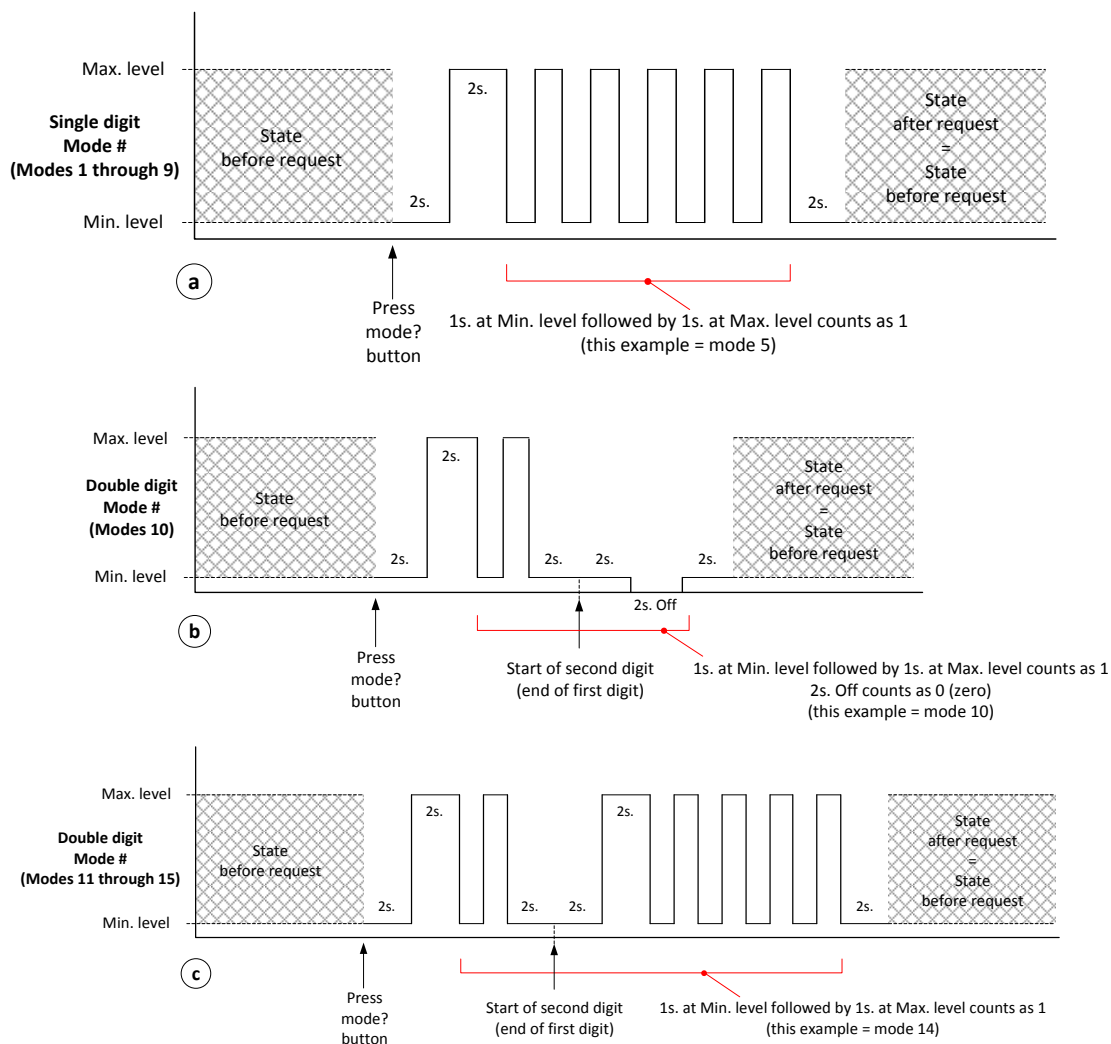 Max. level
2s.
Single digit
Mode #
(Modes 1 through 9)
State
before request
State
after request
=
State
before request
2s.
2s.
Min. level
a
Press
mode?
button
1s. at Min. level followed by 1s. at Max. level counts as 1
(this example = mode 5)
Max. level
2s.
Double digit
Mode #
(Modes 10)
State
before request
State
after request
=
State
before request
2s.
2s.
2s.
2s.
Min. level
2s. Off
b
Press
mode?
button
Start of second digit
(end of first digit)
1s. at Min. level followed by 1s. at Max. level counts as 1
2s. Off counts as 0 (zero)
(this example = mode 10)
Max. level
2s.
2s.
Double digit
Mode #
(Modes 11 through 15)
State
before request
State
after request
=
State
before request
2s.
2s.
2s.
2s.
Min. level
c
Press
mode?
button
Start of second digit
(end of first digit)
1s. at Min. level followed by 1s. at Max. level counts as 1
(this example = mode 14)